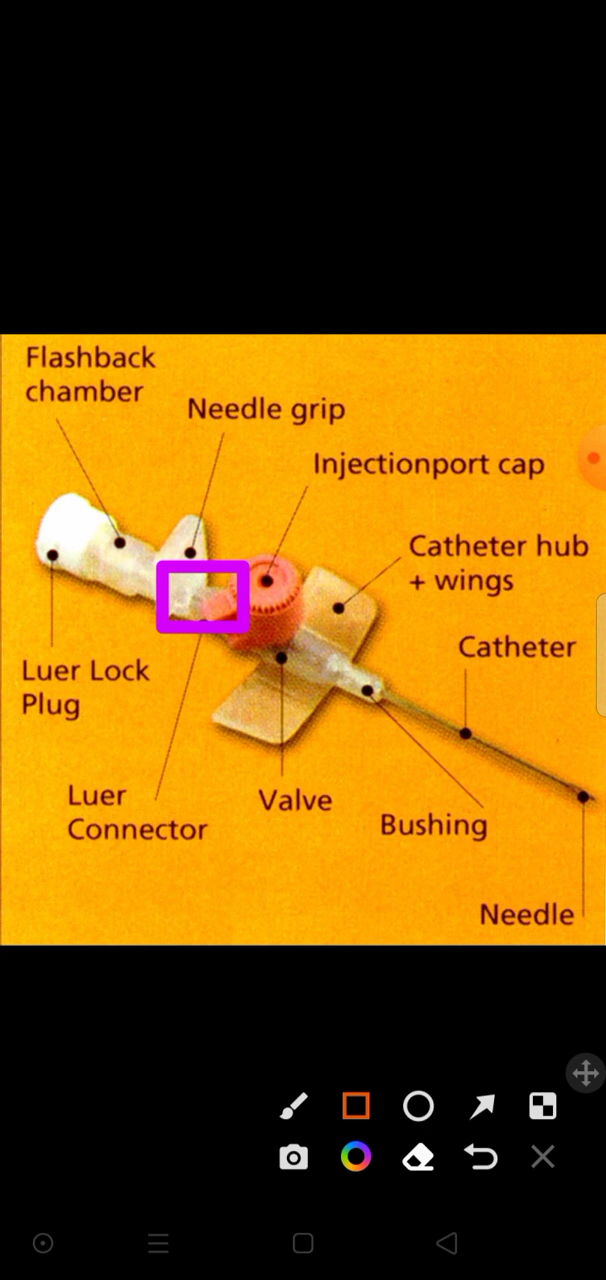 Flashback
chamber
Needle grip
Injectionport cap
Catheter hub
+ wings
Catheter
Luer Lock
Plug
Luer
Connector
Valve
Bushing
Needle